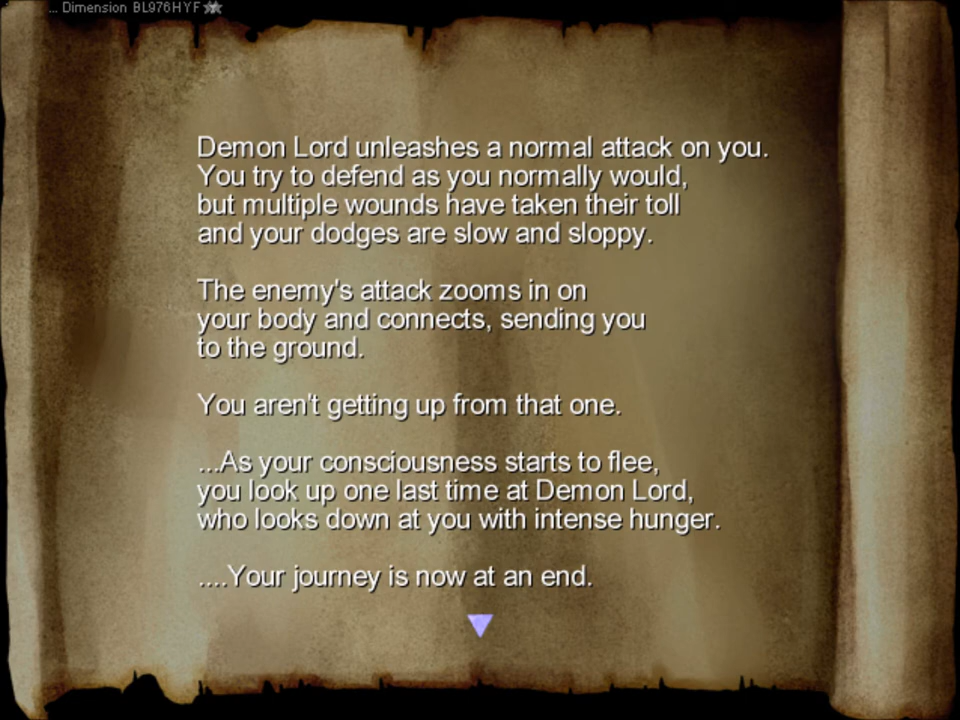 ... Dimension BL976HYF
Demon Lord unleashes a normal attack on you.
You try to defend as you normally would,
but multiple wounds have taken their toll
and your dodges are slow and sloppy.
The enemy's attack zooms in on
your body and connects, sending you
to the ground.
You aren't getting up from that one.
...As your consciousness starts to flee,
you look up one last time at Demon Lord,
who looks down at you with intense hunger.
....Your journey is now at an end.